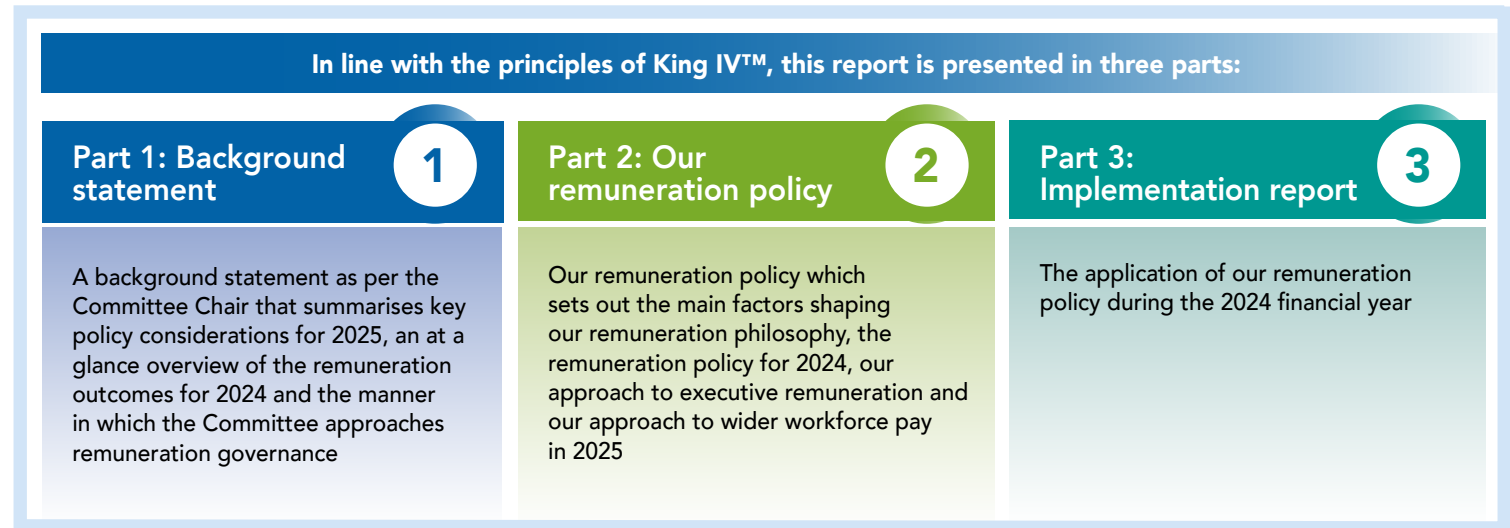 In line with the principles of King IV™, this report is presented in three parts:
Part 1: Background
statement
1
A background statement as per the
Committee Chair that summarises key
policy considerations for 2025, an at a
glance overview of the remuneration
outcomes for 2024 and the manner
in which the Committee approaches
remuneration governance
Part 2: Our
remuneration policy
2
Our remuneration policy which
sets out the main factors shaping
our remuneration philosophy, the
remuneration policy for 2024, our
approach to executive remuneration and
our approach to wider workforce pay
in 2025
Part 3:
Implementation report
3
The application of our remuneration
policy during the 2024 financial year